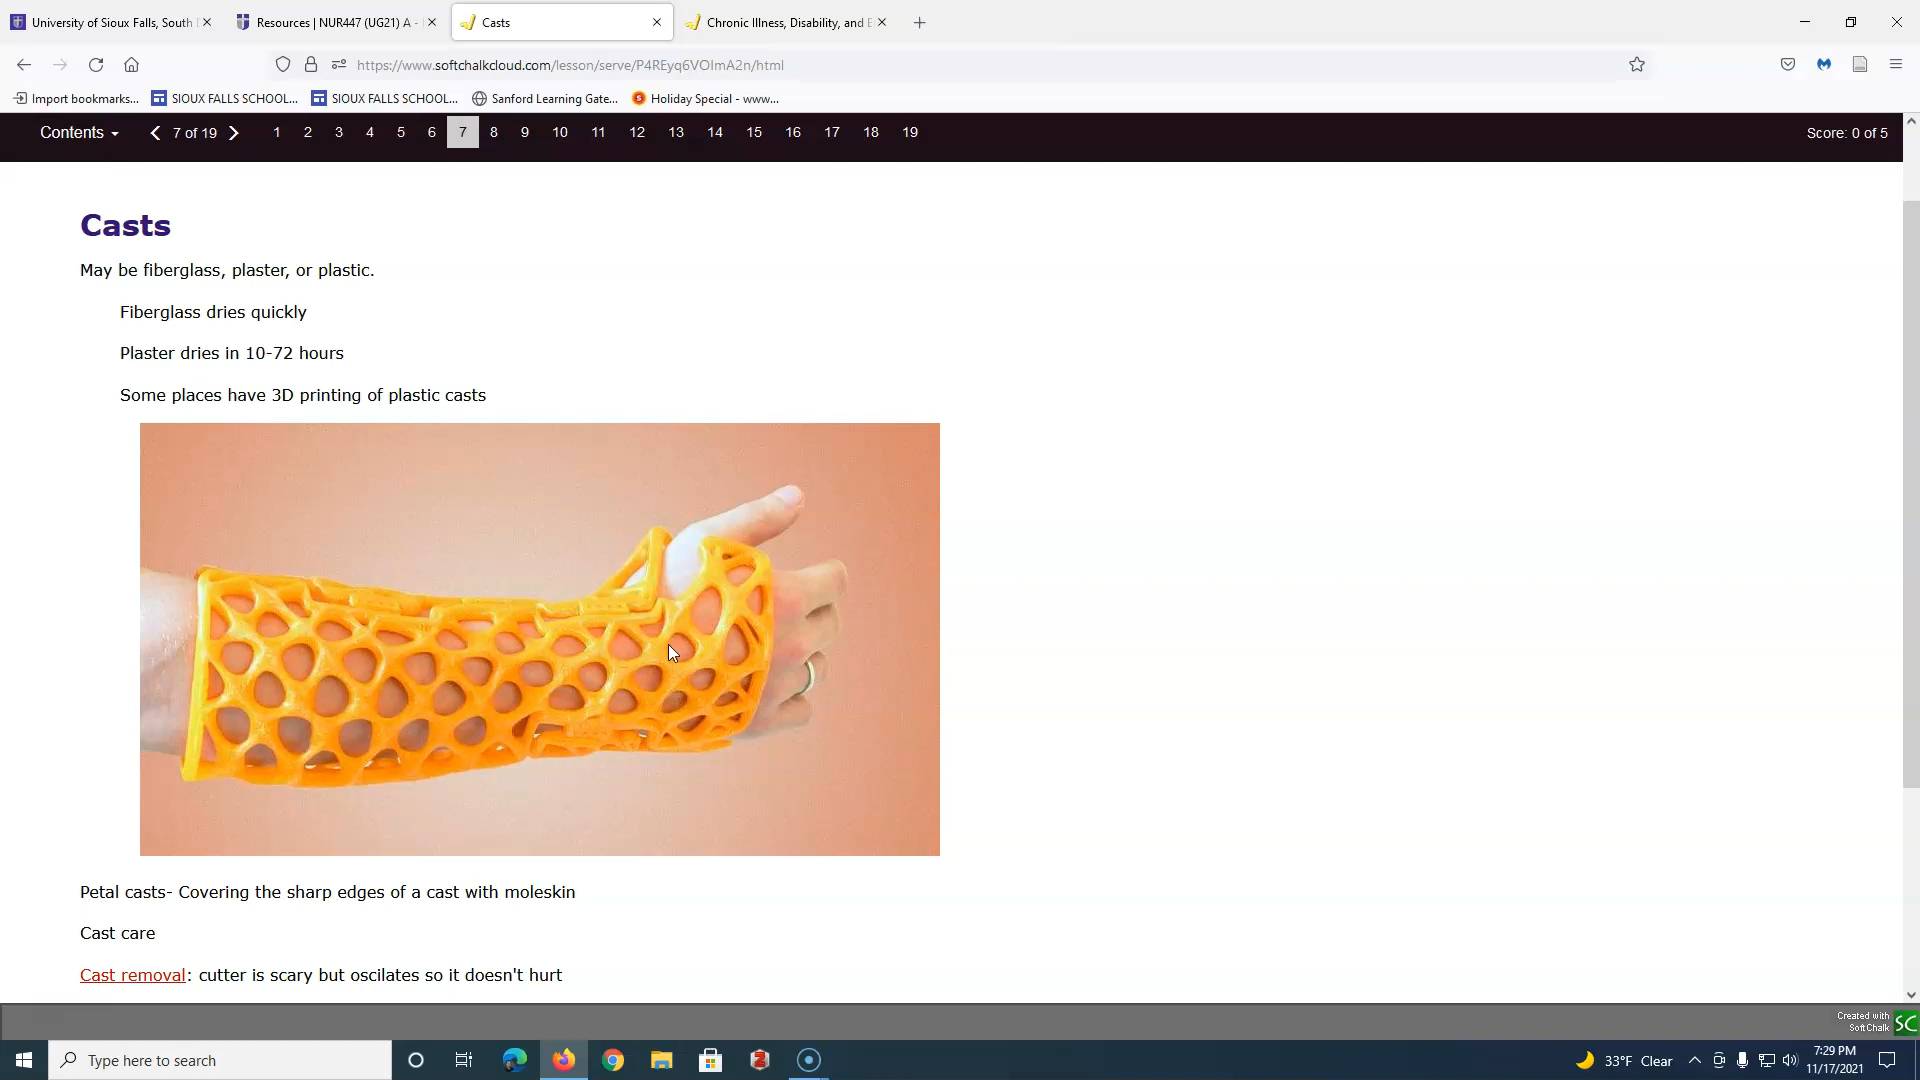 University of Sioux Falls, South
Resources | NUR447 (UG21) A -
Casts
Chronic Illness, Disability, and E
https://www.softchalkcloud.com/lesson/serve/P4REyq6VOImA2n/html
Import bookmarks...
SIOUX FALLS SCHOOL...
SIOUX FALLS SCHOOL...
Sanford Learning Gate...
Holiday Special - www...
Contents
7 of 19
1 2 3 4 5 6 7 8 9 10 11 12 13 14 15 16 17 18 19
Score: 0 of 5
Casts
May be fiberglass, plaster, or plastic.
Fiberglass dries quickly
Plaster dries in 10-72 hours
Some places have 3D printing of plastic casts
Petal casts- Covering the sharp edges of a cast with moleskin
Cast care
Cast removal: cutter is scary but oscilates so it doesn't hurt
Created with
SoftChalk
SC
Type here to search
33°F Clear
7:29 PM
11/17/2021